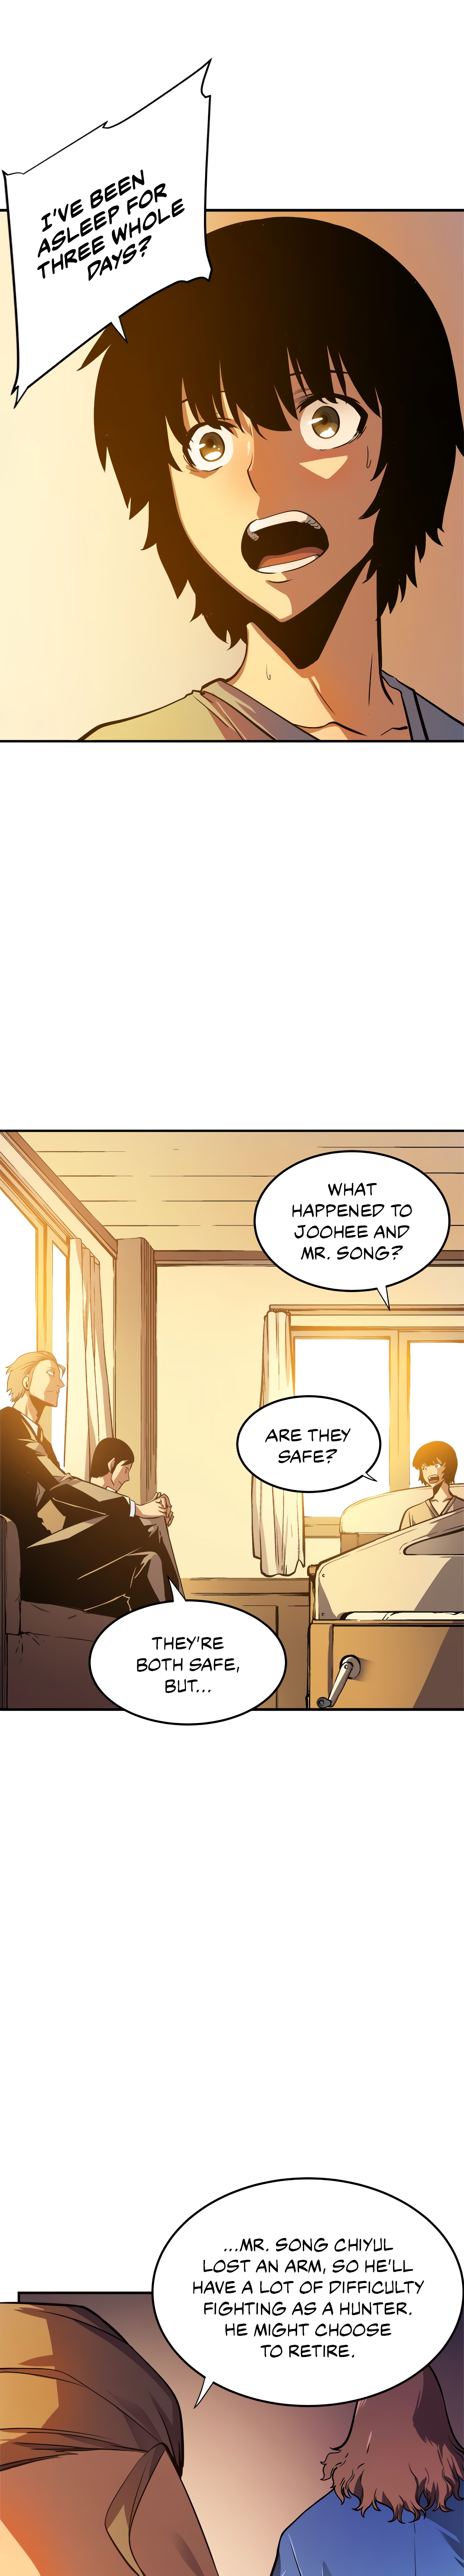 I'VE BEEN
ASLEEP FOR
THREE WHOLE
DAYS?
WHAT
HAPPENED TO
JOOHEE AND
MR. SONG?
ARE THEY
SAFE?
THEY'RE
BOTH SAFE,
BUT...
...MR. SONG CHIYUL
LOST AN ARM, SO HE'LL
HAVE A LOT OF DIFFICULTY
FIGHTING AS A HUNTER.
HE MIGHT CHOOSE
TO RETIRE.